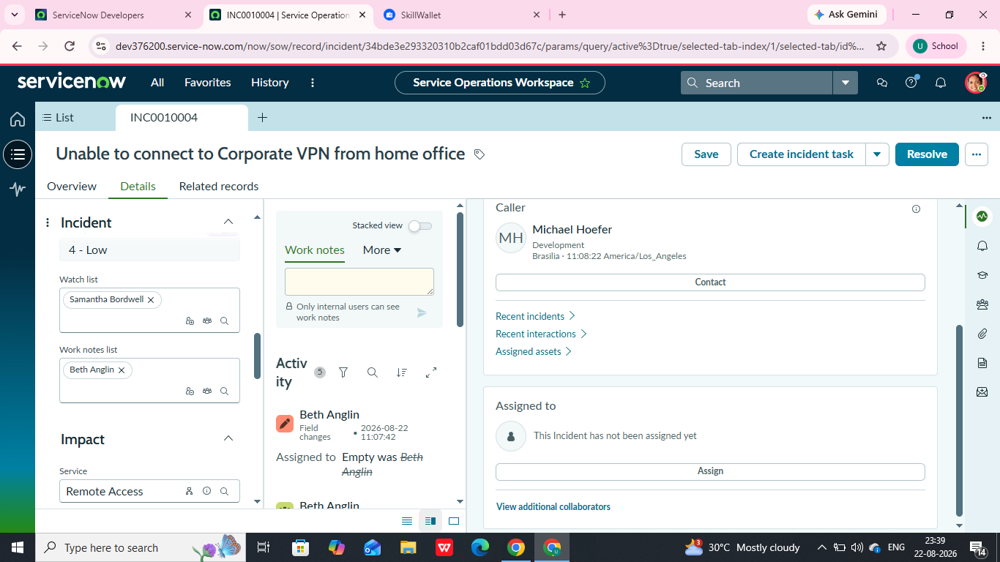 ServiceNow Developers
INC0010004 | Service Operation
SkillWallet
Ask Gemini
dev376200.service-now.com/now/sow/record/incident/34bde3e293320310b2caf01bdd03d67c/params/query/active%3Dtrue/selected-tab-index/1/selected-tab/id%...
U School
servicenow
All
Favorites
History
Service Operations Workspace
Search
List
INC0010004
Unable to connect to Corporate VPN from home office
Save
Create incident task
Resolve
Overview
Details
Related records
Incident
4 - Low
Watch list
Samantha Bordwell
Work notes list
Beth Anglin
Impact
Service
Remote Access
Stacked view
Work notes
More
Only internal users can see
work notes
Activ
ity
5
Beth Anglin
Field
changes
• 2026-08-22
11:07:42
Assigned to Empty was Beth
Anglin
Beth Anglin
Caller
MH
Michael Hoefer
Development
Brasilia • 11:08:22 America/Los_Angeles
Contact
Recent incidents
Recent interactions
Assigned assets
Assigned to
This Incident has not been assigned yet
Assign
View additional collaborators
Type here to search
3
30°C Mostly cloudy
ENG
23:39
22-08-2026
14